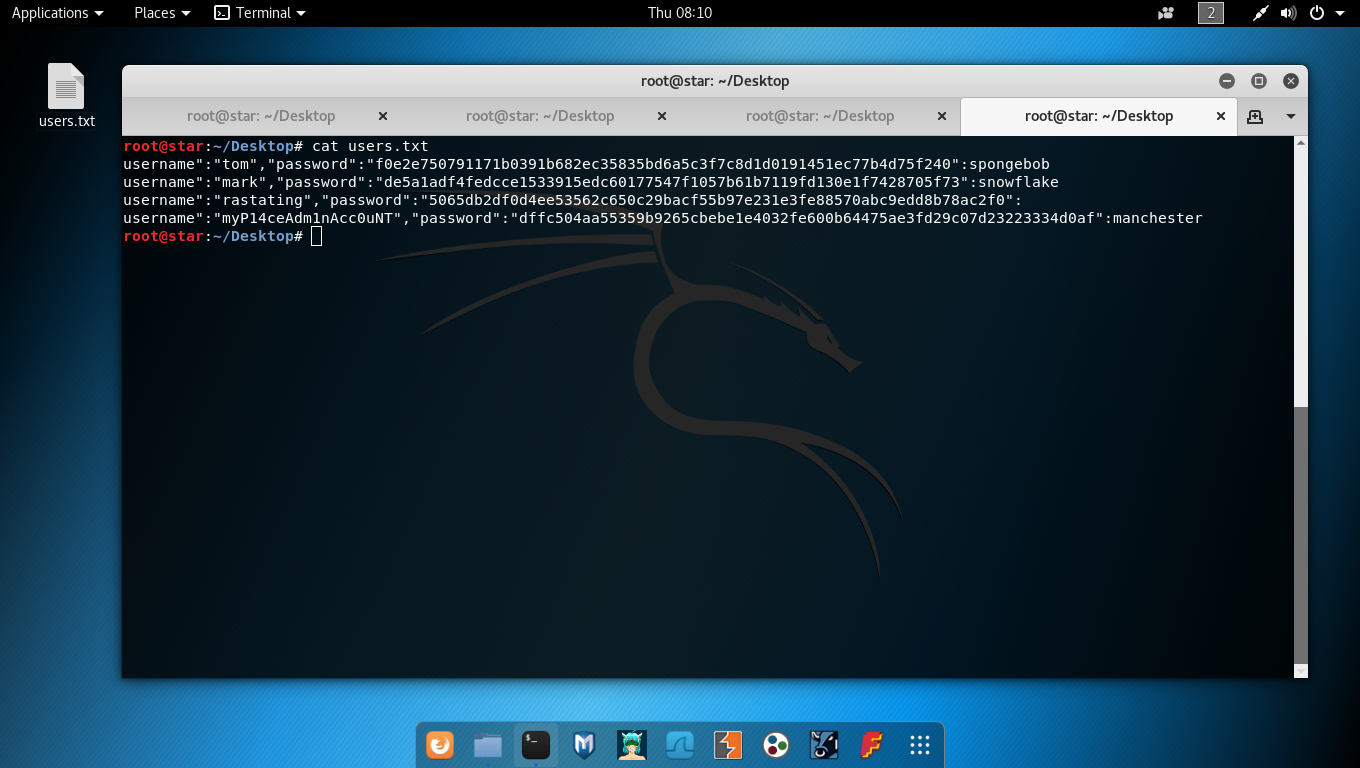 Applications Places Terminal Thu 08:10 2
users.txt
root@star: ~/Desktop
root@star: ~/Desktop root@star: ~/Desktop root@star: ~/Desktop root@star: ~/Desktop
root@star:~/Desktop# cat users.txt
username":"tom","password":"f0e2e750791171b0391b682ec35835bd6a5c3f7c8d1d0191451ec77b4d75f240":spongebob
username":"mark","password":"de5a1adf4fedcce1533915edc60177547f1057b61b7119fd130e1f7428705f73":snowflake
username":"rastating","password":"5065db2df0d4ee53562c650c29bacf55b97e231e3fe88570abc9edd8b78ac2f0":
username":"myP14ceAdm1nAcc0uNT","password":"dffc504aa55359b9265cbebe1e4032fe600b64475ae3fd29c07d23223334d0af":manchester
root@star:~/Desktop#